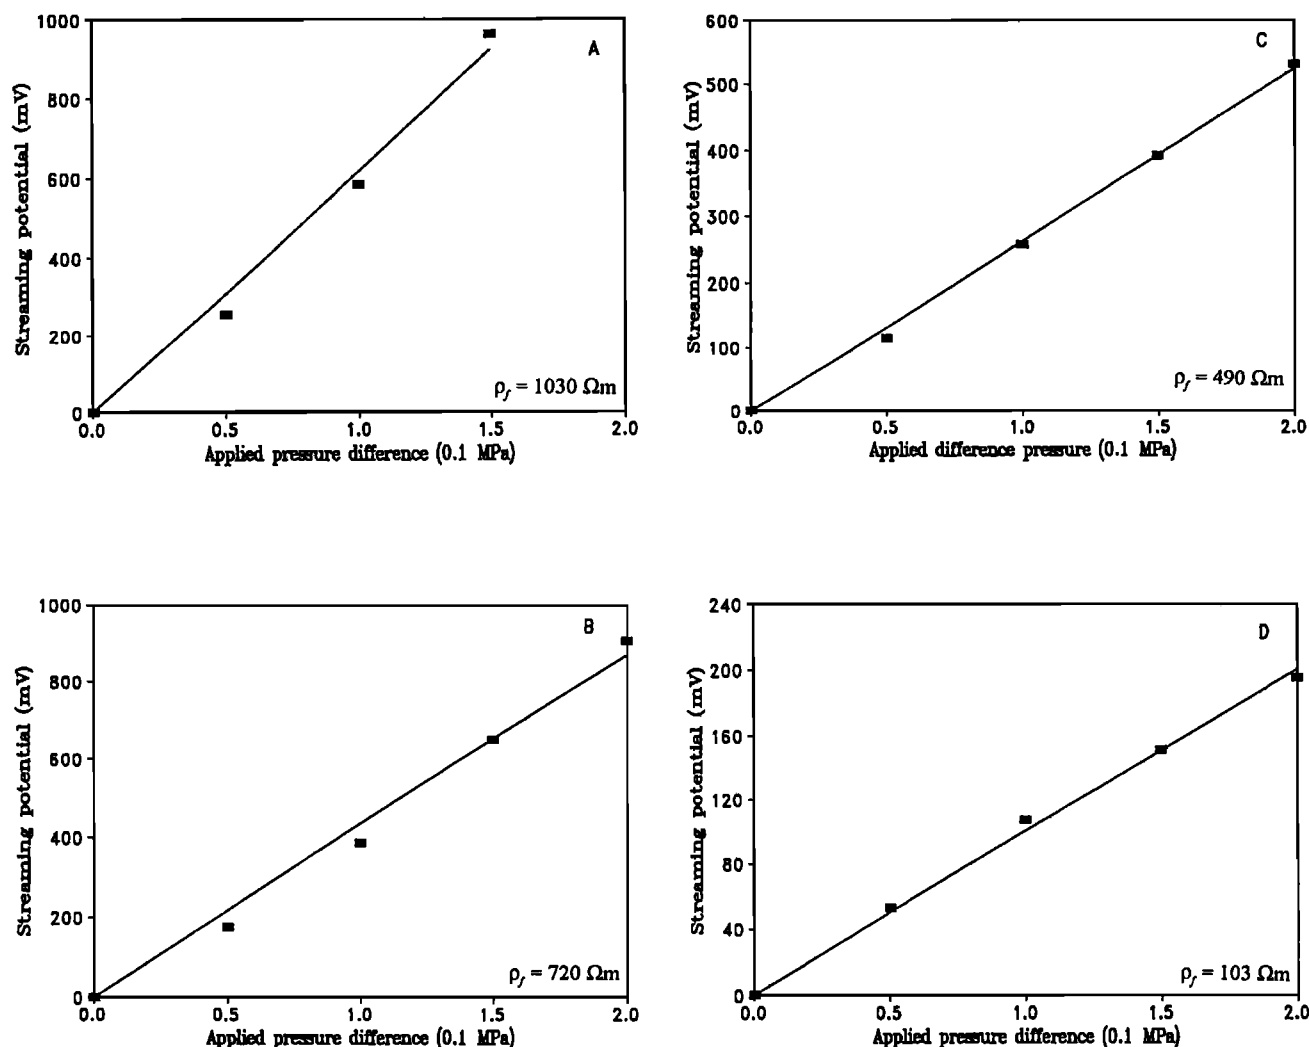 A
1000
800
600
400
200
0
Streaming potential (mV)
ρf = 1030 Ωm
0.0 0.5 1.0 1.5 2.0
Applied pressure difference (0.1 MPa)
C
600
500
400
300
200
100
0
Streaming potential (mV)
ρf = 490 Ωm
0.0 0.5 1.0 1.5 2.0
Applied difference pressure (0.1 MPa)
B
1000
800
600
400
200
0
Streaming potential (mV)
ρf = 720 Ωm
0.0 0.5 1.0 1.5 2.0
Applied pressure difference (0.1 MPa)
D
240
200
160
120
80
40
0
Streaming potential (mV)
ρf = 103 Ωm
0.0 0.5 1.0 1.5 2.0
Applied pressure difference (0.1 MPa)